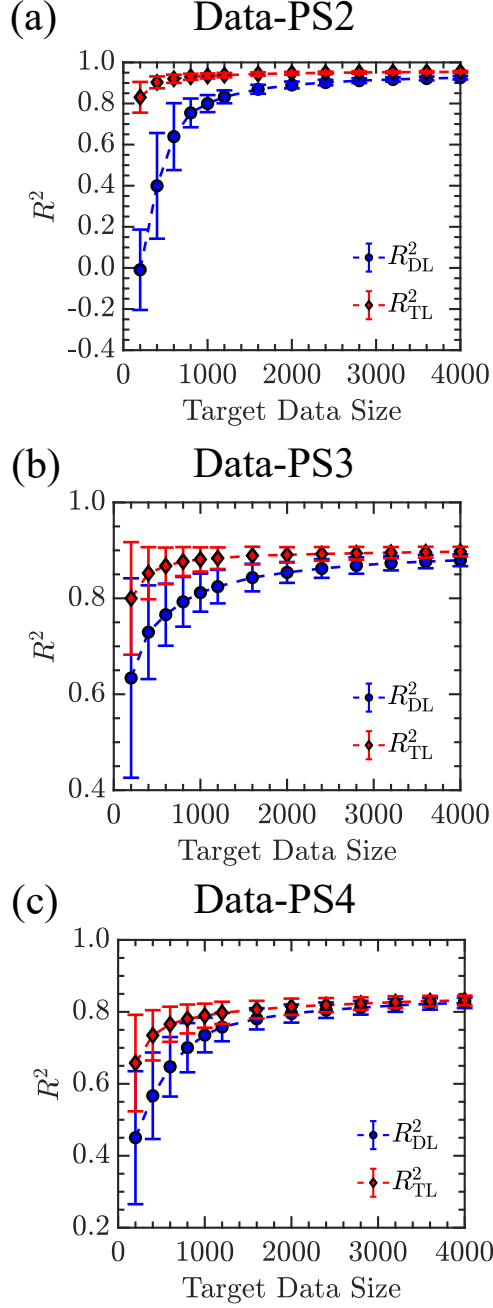 (a) Data-PS2
1.0
0.8
0.6
0.4
0.2
0.0
-0.2
-0.4
R²
R²DL
R²TL
0 1000 2000 3000 4000
Target Data Size
(b) Data-PS3
1.0
0.8
0.6
0.4
R²
R²DL
R²TL
0 1000 2000 3000 4000
Target Data Size
(c) Data-PS4
1.0
0.8
0.6
0.4
0.2
R²
R²DL
R²TL
0 1000 2000 3000 4000
Target Data Size